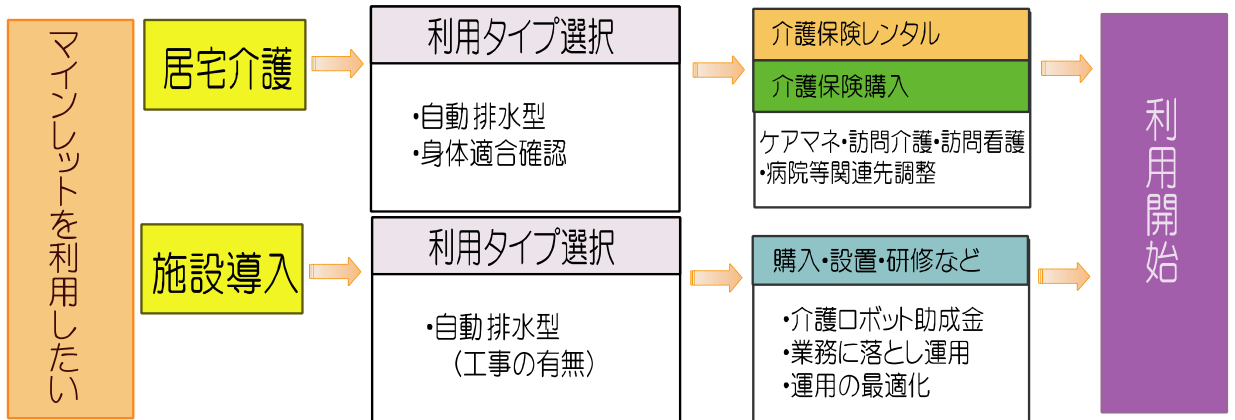 マインレットを利用したい
居宅介護
利用タイプ選択
・自動排水型
・身体適合確認
介護保険レンタル
介護保険購入
ケアマネ・訪問介護・訪問看護
・病院等関連先調整
施設導入
利用タイプ選択
・自動排水型
（工事の有無）
購入・設置・研修など
・介護ロボット助成金
・業務に落とし運用
・運用の最適化
利用開始